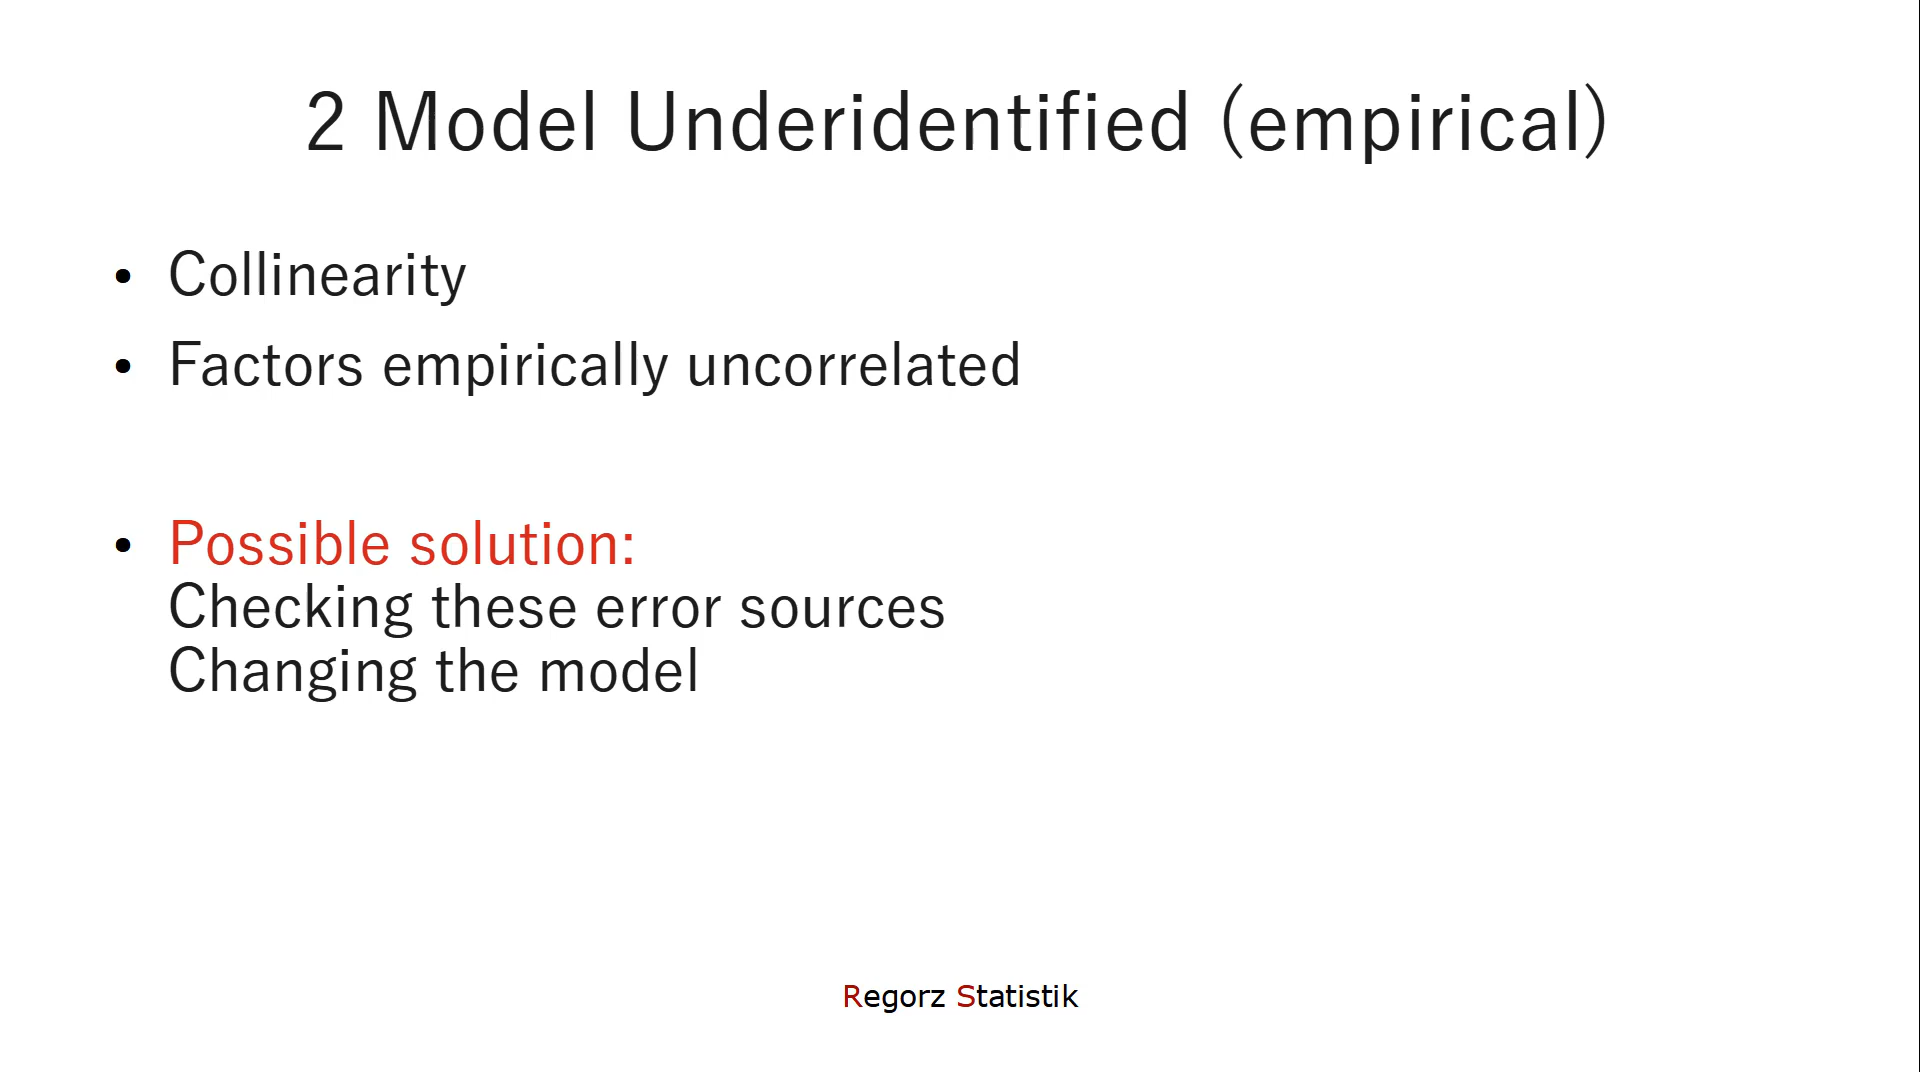 2 Model Underidentified (empirical)
• Collinearity
• Factors empirically uncorrelated
• Possible solution:
Checking these error sources
Changing the model
Regorz Statistik